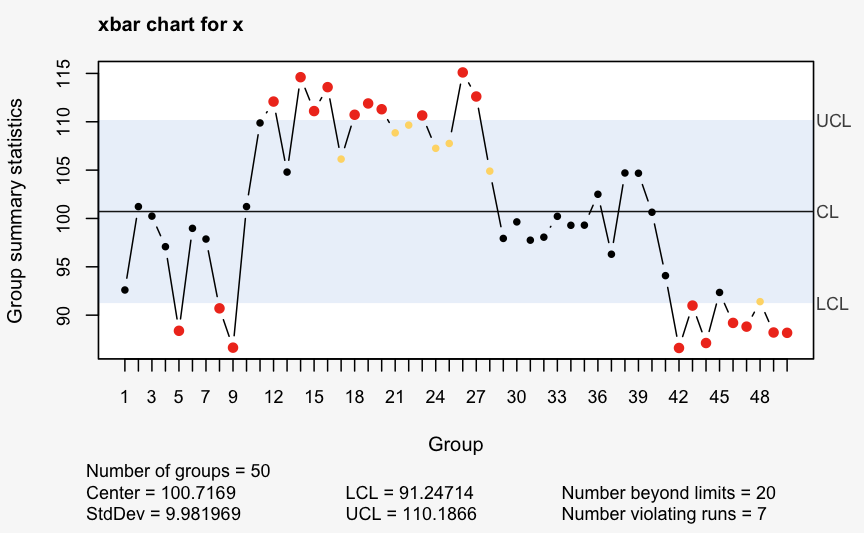 xbar chart for x
Group summary statistics
115
110
105
100
95
90
UCL
CL
LCL
1 3 5 7 9 12 15 18 21 24 27 30 33 36 39 42 45 48
Group
Number of groups = 50
Center = 100.7169 LCL = 91.24714 Number beyond limits = 20
StdDev = 9.981969 UCL = 110.1866 Number violating runs = 7